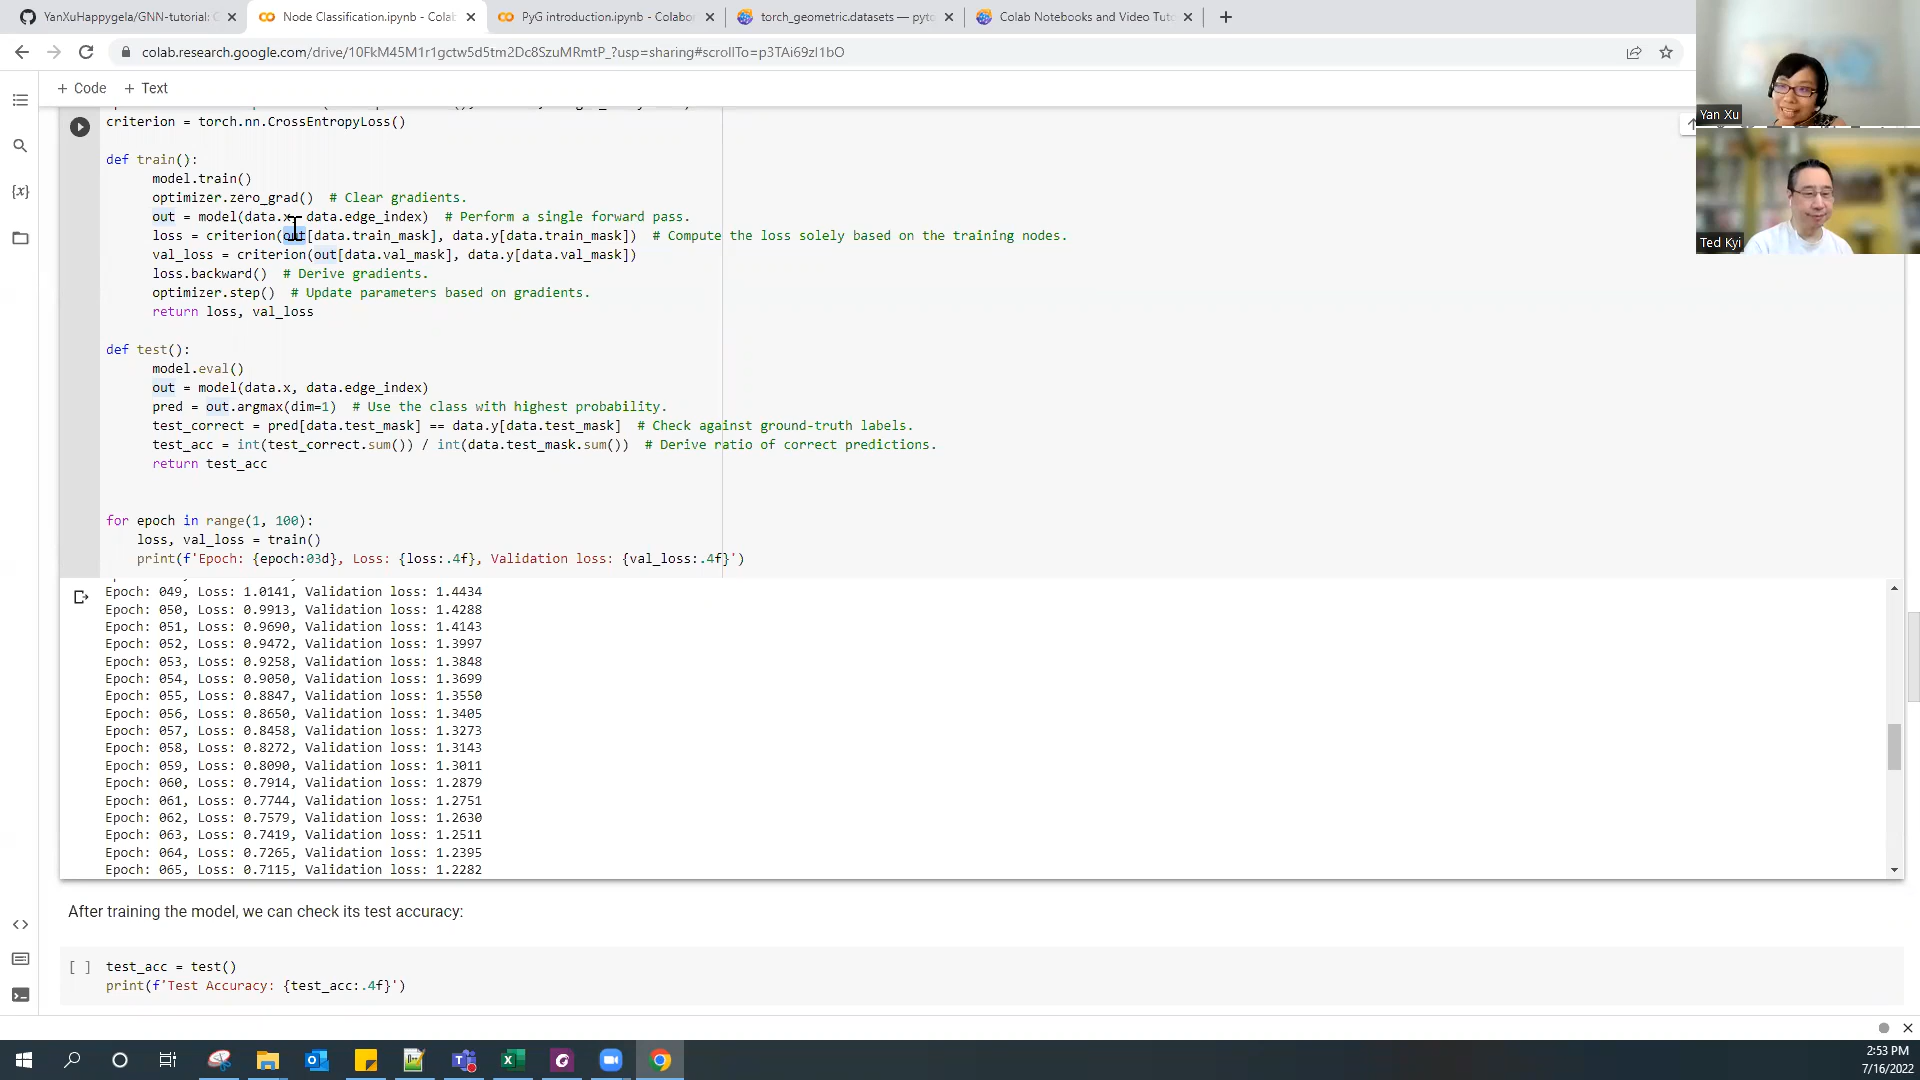 YanXuHappygela/GNN-tutorial: G
Node Classification.ipynb - Colab
PyG introduction.ipynb - Colabor
torch_geometric.datasets — pyto
Colab Notebooks and Video Tuto
colab.research.google.com/drive/10FkM45M1r1gctw5d5tm2Dc8SzuMRmtP_?usp=sharing#scrollTo=p3TAi69zI1bO
+ Code + Text
criterion = torch.nn.CrossEntropyLoss()
def train():
model.train()
optimizer.zero_grad() # Clear gradients.
out = model(data.x, data.edge_index) # Perform a single forward pass.
loss = criterion(out[data.train_mask], data.y[data.train_mask]) # Compute the loss solely based on the training nodes.
val_loss = criterion(out[data.val_mask], data.y[data.val_mask])
loss.backward() # Derive gradients.
optimizer.step() # Update parameters based on gradients.
return loss, val_loss
def test():
model.eval()
out = model(data.x, data.edge_index)
pred = out.argmax(dim=1) # Use the class with highest probability.
test_correct = pred[data.test_mask] == data.y[data.test_mask] # Check against ground-truth labels.
test_acc = int(test_correct.sum()) / int(data.test_mask.sum()) # Derive ratio of correct predictions.
return test_acc
for epoch in range(1, 100):
loss, val_loss = train()
print(f'Epoch: {epoch:03d}, Loss: {loss:.4f}, Validation loss: {val_loss:.4f}')
Epoch: 049, Loss: 1.0141, Validation loss: 1.4434
Epoch: 050, Loss: 0.9913, Validation loss: 1.4288
Epoch: 051, Loss: 0.9690, Validation loss: 1.4143
Epoch: 052, Loss: 0.9472, Validation loss: 1.3997
Epoch: 053, Loss: 0.9258, Validation loss: 1.3848
Epoch: 054, Loss: 0.9050, Validation loss: 1.3699
Epoch: 055, Loss: 0.8847, Validation loss: 1.3550
Epoch: 056, Loss: 0.8650, Validation loss: 1.3405
Epoch: 057, Loss: 0.8458, Validation loss: 1.3273
Epoch: 058, Loss: 0.8272, Validation loss: 1.3143
Epoch: 059, Loss: 0.8090, Validation loss: 1.3011
Epoch: 060, Loss: 0.7914, Validation loss: 1.2879
Epoch: 061, Loss: 0.7744, Validation loss: 1.2751
Epoch: 062, Loss: 0.7579, Validation loss: 1.2630
Epoch: 063, Loss: 0.7419, Validation loss: 1.2511
Epoch: 064, Loss: 0.7265, Validation loss: 1.2395
Epoch: 065, Loss: 0.7115, Validation loss: 1.2282
After training the model, we can check its test accuracy:
[ ] test_acc = test()
print(f'Test Accuracy: {test_acc:.4f}')
Yan Xu
Ted Kyi
2:53 PM
7/16/2022